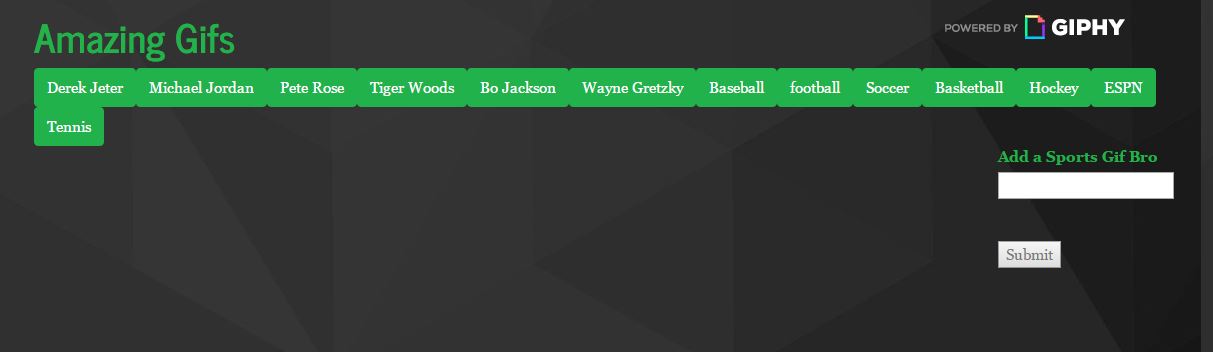 Amazing Gifs
POWERED BY GIPHY
Derek Jeter Michael Jordan Pete Rose Tiger Woods Bo Jackson Wayne Gretzky Baseball football Soccer Basketball Hockey ESPN
Tennis
Add a Sports Gif Bro
Submit